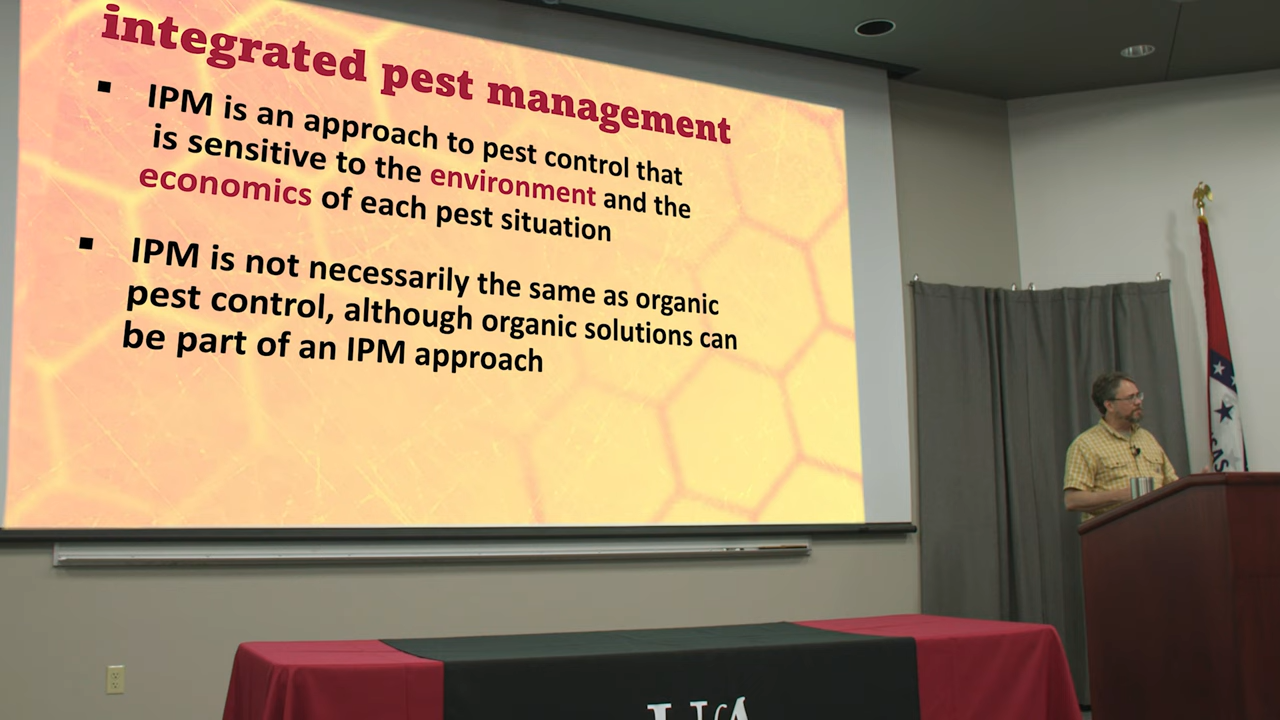 integrated pest management
▪ IPM is an approach to pest control that
is sensitive to the environment and the
economics of each pest situation
▪ IPM is not necessarily the same as organic
pest control, although organic solutions can
be part of an IPM approach